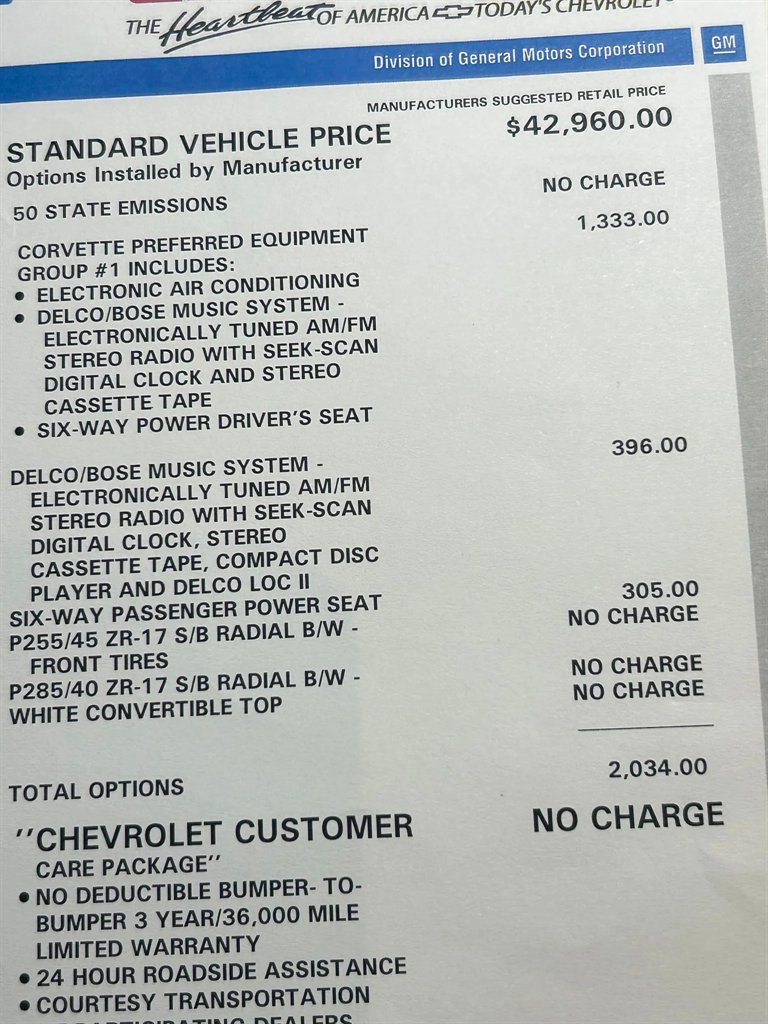 THE Heartbeat OF AMERICA TODAY'S CHEVROLET
Division of General Motors Corporation GM
MANUFACTURERS SUGGESTED RETAIL PRICE
STANDARD VEHICLE PRICE $42,960.00
Options Installed by Manufacturer
50 STATE EMISSIONS NO CHARGE
CORVETTE PREFERRED EQUIPMENT 1,333.00
GROUP #1 INCLUDES:
• ELECTRONIC AIR CONDITIONING
• DELCO/BOSE MUSIC SYSTEM -
ELECTRONICALLY TUNED AM/FM
STEREO RADIO WITH SEEK-SCAN
DIGITAL CLOCK AND STEREO
CASSETTE TAPE
• SIX-WAY POWER DRIVER'S SEAT
DELCO/BOSE MUSIC SYSTEM - 396.00
ELECTRONICALLY TUNED AM/FM
STEREO RADIO WITH SEEK-SCAN
DIGITAL CLOCK, STEREO
CASSETTE TAPE, COMPACT DISC
PLAYER AND DELCO LOC II
SIX-WAY PASSENGER POWER SEAT 305.00
P255/45 ZR-17 S/B RADIAL B/W - NO CHARGE
FRONT TIRES
P285/40 ZR-17 S/B RADIAL B/W - NO CHARGE
WHITE CONVERTIBLE TOP NO CHARGE
TOTAL OPTIONS 2,034.00
"CHEVROLET CUSTOMER NO CHARGE
CARE PACKAGE"
• NO DEDUCTIBLE BUMPER- TO-
BUMPER 3 YEAR/36,000 MILE
LIMITED WARRANTY
• 24 HOUR ROADSIDE ASSISTANCE
• COURTESY TRANSPORTATION
PARTICIPATING DEALERS